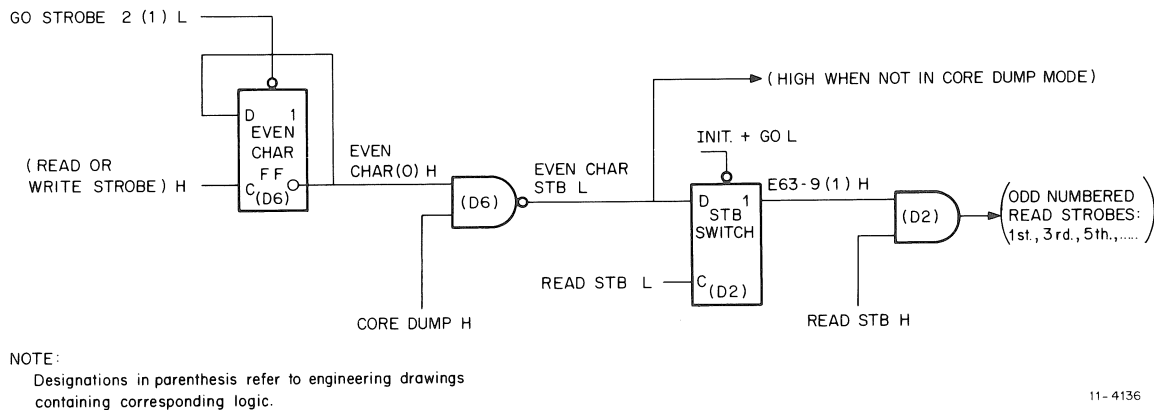 GO STROBE 2 (1) L
(HIGH WHEN NOT IN CORE DUMP MODE)
D 1
EVEN
CHAR
FF
C (D6)
(READ OR
WRITE STROBE) H
EVEN
CHAR(0) H
(D6)
EVEN CHAR
STB L
CORE DUMP H
INIT. + GO L
D 1
STB
SWITCH
C (D2)
READ STB L
E63-9 (1) H
(D2)
READ STB H
(ODD NUMBERED
READ STROBES:
1st., 3rd., 5th.,.....)
NOTE:
Designations in parenthesis refer to engineering drawings
containing corresponding logic.
11-4136